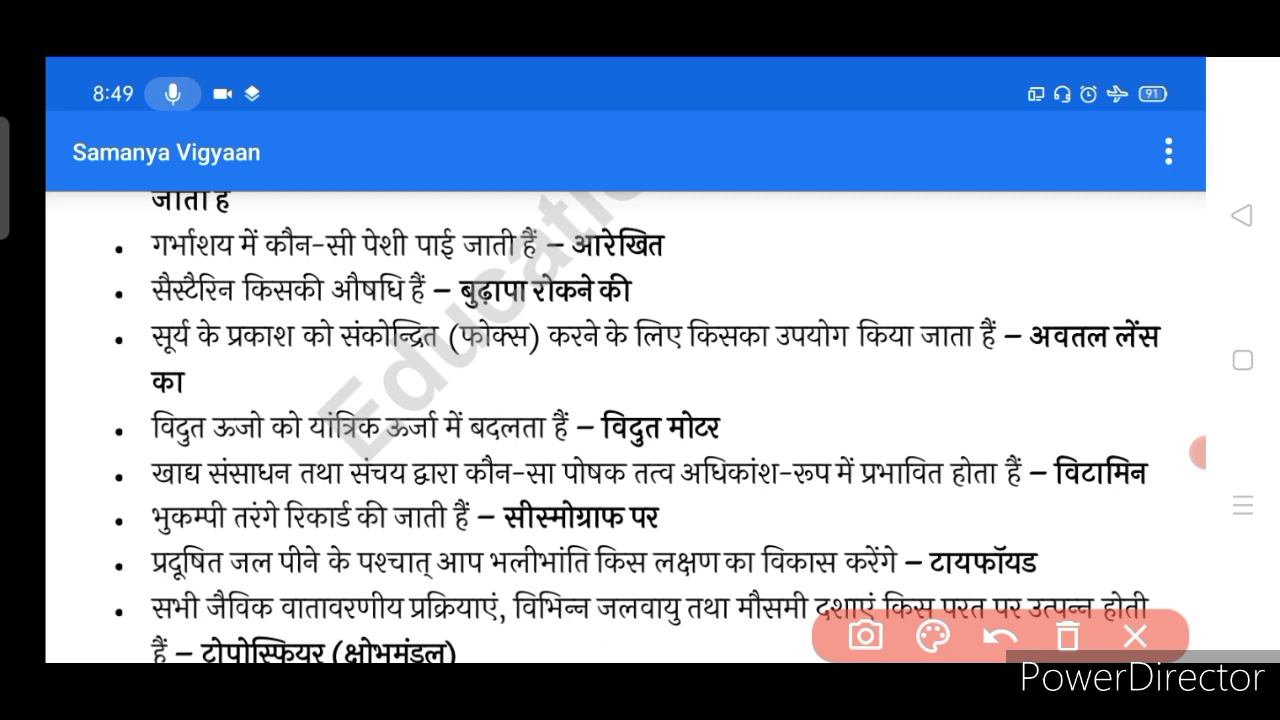 8:49
91
Samanya Vigyaan
जाता है
• गर्भाशय में कौन-सी पेशी पाई जाती हैं – आरेखित
• सैस्टैरिन किसकी औषधि हैं – बुढ़ापा रोकने की
• सूर्य के प्रकाश को संकोन्द्रित (फोक्स) करने के लिए किसका उपयोग किया जाता हैं – अवतल लेंस
का
• विदुत ऊजो को यांत्रिक ऊर्जा में बदलता हैं – विदुत मोटर
• खाद्य संसाधन तथा संचय द्वारा कौन-सा पोषक तत्व अधिकांश-रूप में प्रभावित होता हैं – विटामिन
• भुकम्पी तरंगे रिकार्ड की जाती हैं – सीस्मोग्राफ पर
• प्रदूषित जल पीने के पश्चात् आप भलीभांति किस लक्षण का विकास करेंगे – टायफॉयड
• सभी जैविक वातावरणीय प्रक्रियाएं, विभिन्न जलवायु तथा मौसमी दशाएं किस परत पर उत्पन्न होती
हैं – टोपोस्फियर (क्षोभमंडल)
PowerDirector